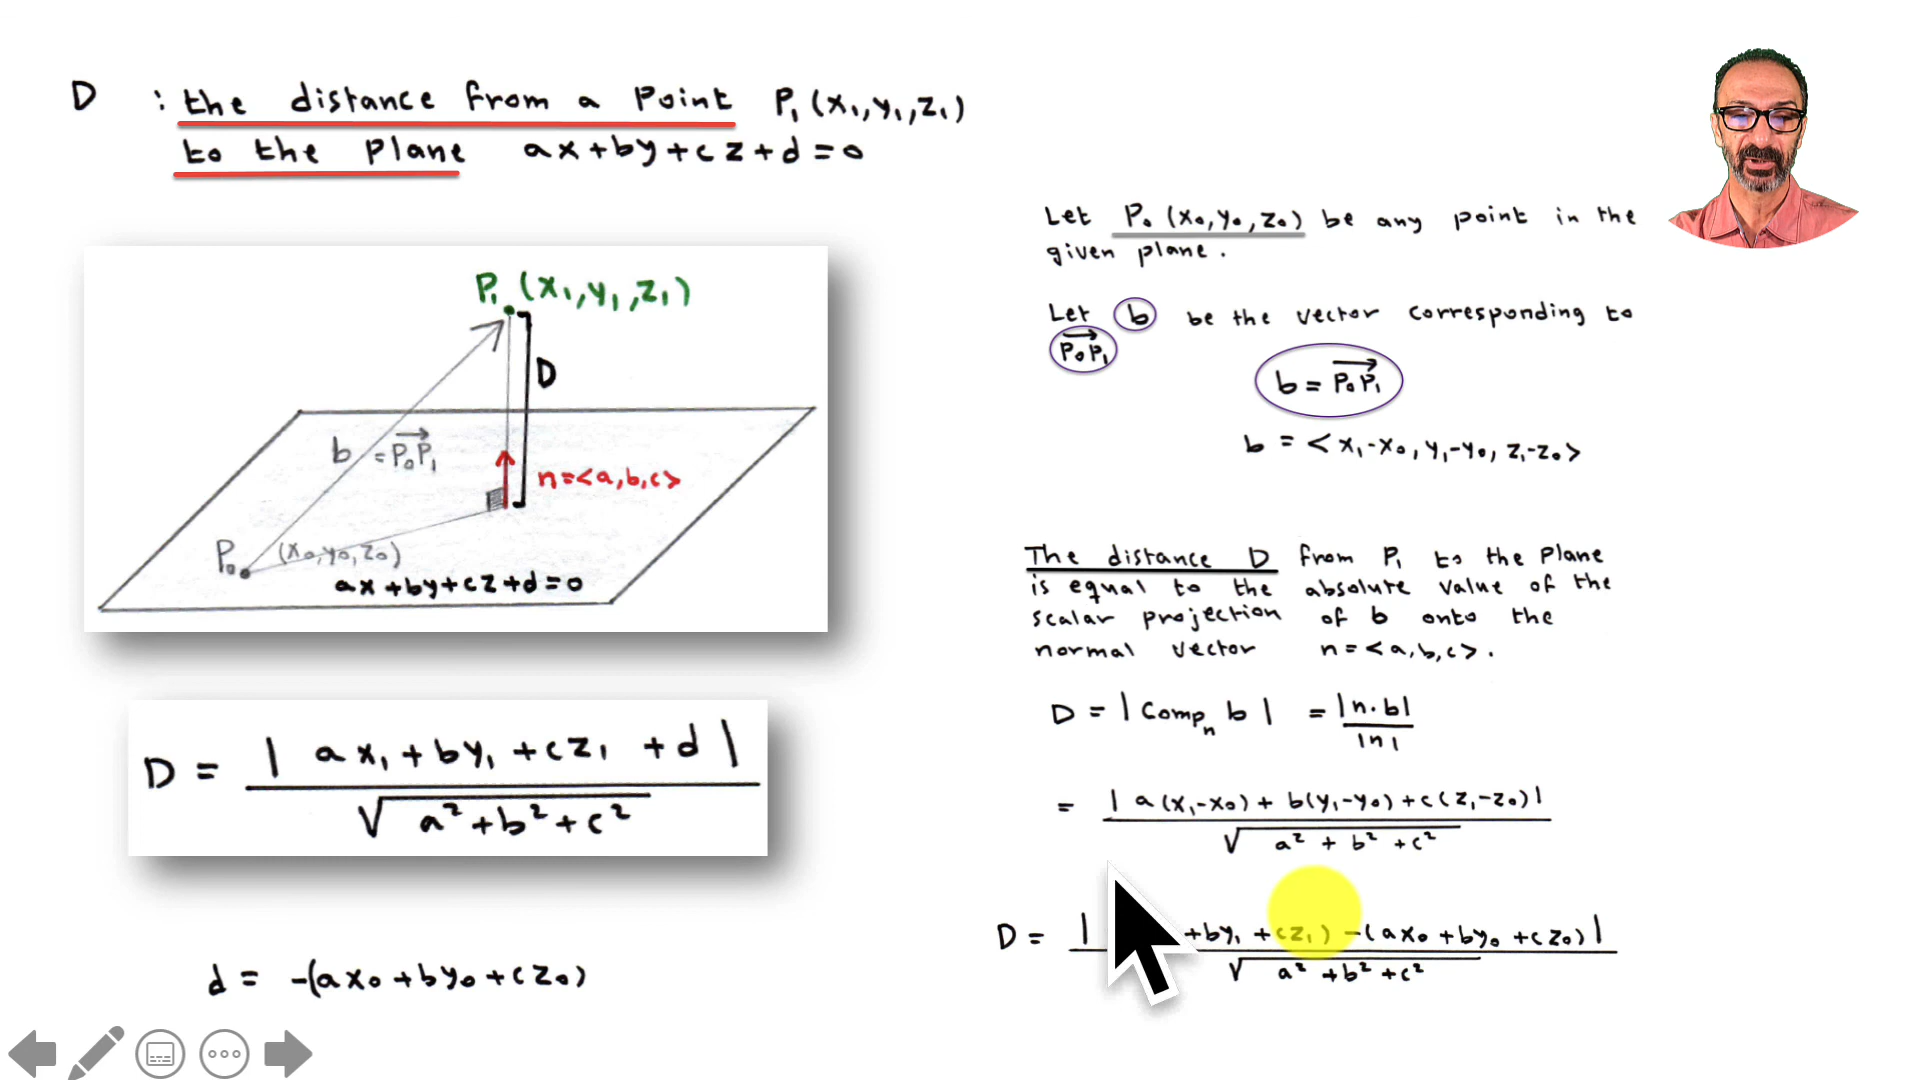 D : the distance from a point P₁ (x₁,y₁,z₁)
to the plane ax+by+cz+d=0
P₁ (x₁,y₁,z₁)
D
b =P₀P₁
n=<a,b,c>
P₀ (x₀,y₀,z₀)
ax+by+cz+d=0
D = | ax₁+by₁+cz₁+d | / √a²+b²+c²
d = -(ax₀+by₀+cz₀)
Let P₀ (x₀,y₀,z₀) be any point in the
given plane.
Let b be the vector corresponding to
P₀P₁
b = P₀P₁
b = <x₁-x₀, y₁-y₀, z₁-z₀>
The distance D from P₁ to the plane
is equal to the absolute value of the
scalar projection of b onto the
normal vector n=<a,b,c>.
D = |Compₙ b| = |n·b| / |n|
= |a(x₁-x₀)+b(y₁-y₀)+c(z₁-z₀)| / √a²+b²+c²
D = | +by₁+cz₁)-(ax₀+by₀+cz₀)| / √a²+b²+c²